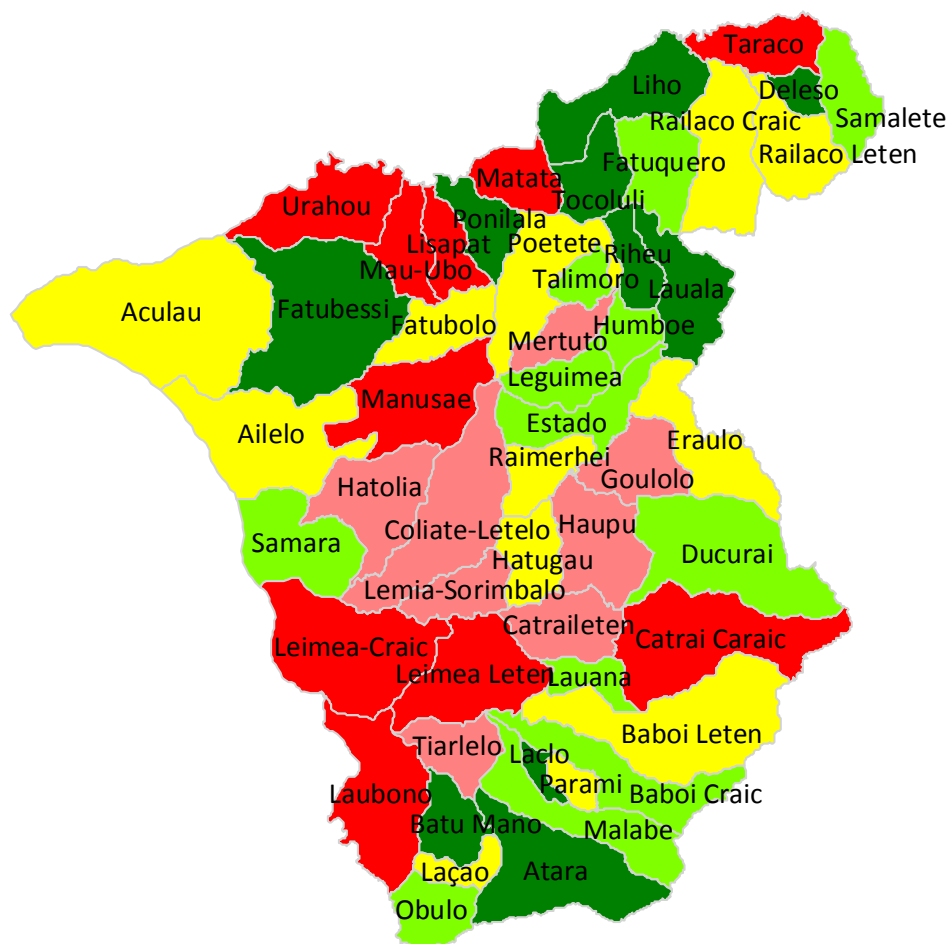 Taraco
Liho
Deleso
Samalete
Railaco Craic
Railaco Leten
Fatuquero
Matata
Tocoluli
Urahou
Ponilala
Lisapat
Poetete
Riheu
Mau-Ubo
Talimoro
Lauala
Aculau
Fatubessi
Fatubolo
Humboe
Mertuto
Leguimea
Manusae
Estado
Ailelo
Eraulo
Raimerhei
Goulolo
Hatolia
Coliate-Letelo
Haupu
Samara
Ducurai
Hatugau
Lemia-Sorimbalo
Catraileten
Leimea-Craic
Catrai Caraic
Leimea Leten
Lauana
Baboi Leten
Tiarlelo
Laclo
Parami
Laubono
Baboi Craic
Batu Mano
Malabe
Laçao
Atara
Obulo